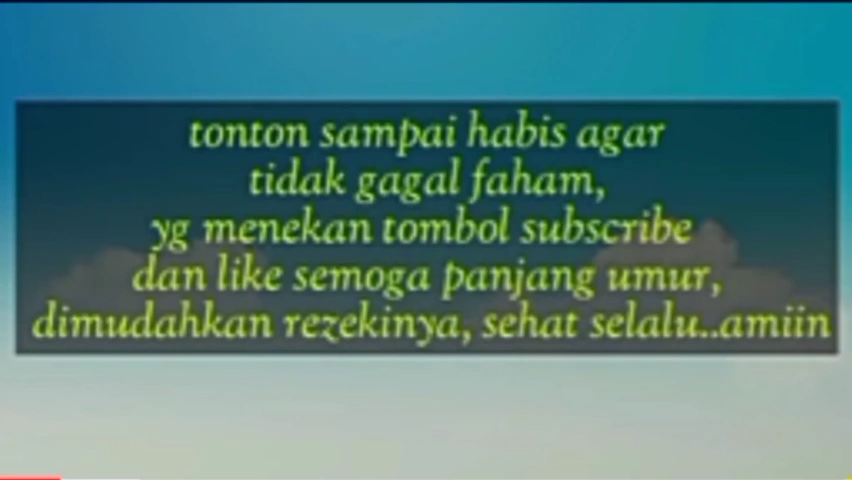 tonton sampai habis agar
tidak gagal faham,
yg menekan tombol subscribe
dan like semoga panjang umur,
dimudahkan rezekinya, sehat selalu..amiin